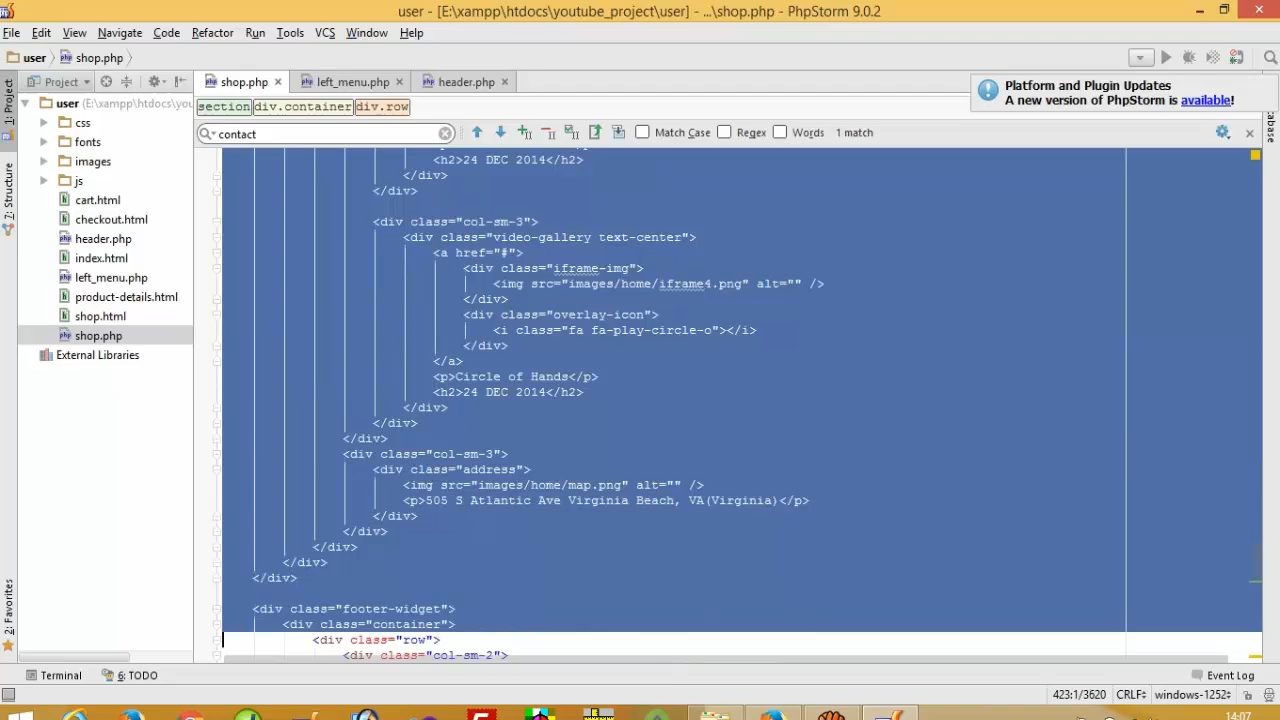 user - [E:\xampp\htdocs\youtube_project\user] - ...\shop.php - PhpStorm 9.0.2
File Edit View Navigate Code Refactor Run Tools VCS Window Help
user shop.php
Project shop.php left_menu.php header.php
Platform and Plugin Updates
A new version of PhpStorm is available!
section div.container div.row
contact Match Case Regex Words 1 match
1: Project
7: Structure
2: Favorites
user (E:\xampp\htdocs\you
css
fonts
images
js
cart.html
checkout.html
header.php
index.html
left_menu.php
product-details.html
shop.html
shop.php
External Libraries
<h2>24 DEC 2014</h2>
</div>
</div>
<div class="col-sm-3">
<div class="video-gallery text-center">
<a href="#">
<div class="iframe-img">
<img src="images/home/iframe4.png" alt="" />
</div>
<div class="overlay-icon">
<i class="fa fa-play-circle-o"></i>
</div>
</a>
<p>Circle of Hands</p>
<h2>24 DEC 2014</h2>
</div>
</div>
</div>
<div class="col-sm-3">
<div class="address">
<img src="images/home/map.png" alt="" />
<p>505 S Atlantic Ave Virginia Beach, VA(Virginia)</p>
</div>
</div>
</div>
</div>
</div>
<div class="footer-widget">
<div class="container">
<div class="row">
<div class="col-sm-2">
Terminal 6: TODO Event Log
423:1/3620 CRLF windows-1252
14:07